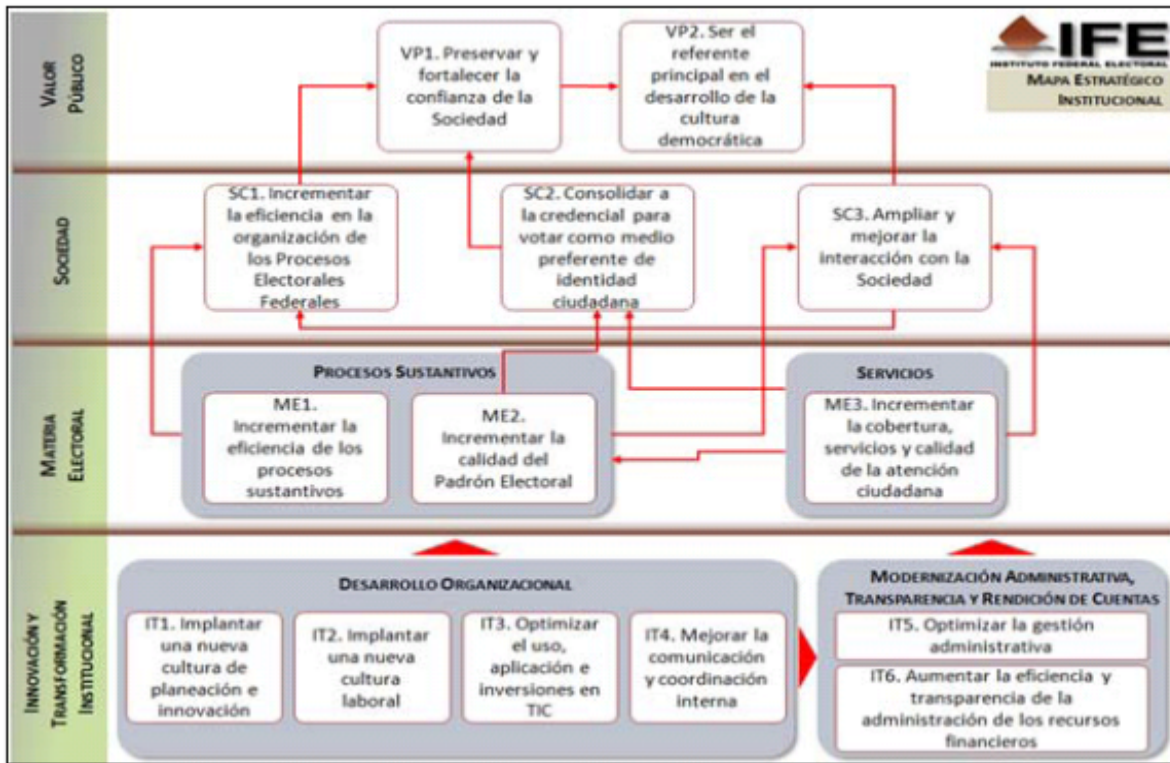 VALOR
PÚBLICO
VP1. Preservar y
fortalecer la
confianza de la
Sociedad
VP2. Ser el
referente
principal en el
desarrollo de la
cultura
democrática
IFE
INSTITUTO FEDERAL ELECTORAL
MAPA ESTRATÉGICO
INSTITUCIONAL
SOCIEDAD
SC1. Incrementar
la eficiencia en la
organización de
los Procesos
Electorales
Federales
SC2. Consolidar a
la credencial para
votar como medio
preferente de
identidad
ciudadana
SC3. Ampliar y
mejorar la
interacción con la
Sociedad
MATERIA
ELECTORAL
PROCESOS SUSTANTIVOS
ME1.
Incrementar la
eficiencia de los
procesos
sustantivos
ME2.
Incrementar la
calidad del
Padrón Electoral
SERVICIOS
ME3. Incrementar
la cobertura,
servicios y calidad
de la atención
ciudadana
INNOVACIÓN Y
TRANSFORMACIÓN
INSTITUCIONAL
DESARROLLO ORGANIZACIONAL
IT1. Implantar
una nueva
cultura de
planeación e
innovación
IT2. Implantar
una nueva
cultura
laboral
IT3. Optimizar
el uso,
aplicación e
inversiones en
TIC
IT4. Mejorar la
comunicación
y coordinación
interna
MODERNIZACIÓN ADMINISTRATIVA,
TRANSPARENCIA Y RENDICIÓN DE CUENTAS
IT5. Optimizar la gestión
administrativa
IT6. Aumentar la eficiencia y
transparencia de la
administración de los recursos
financieros